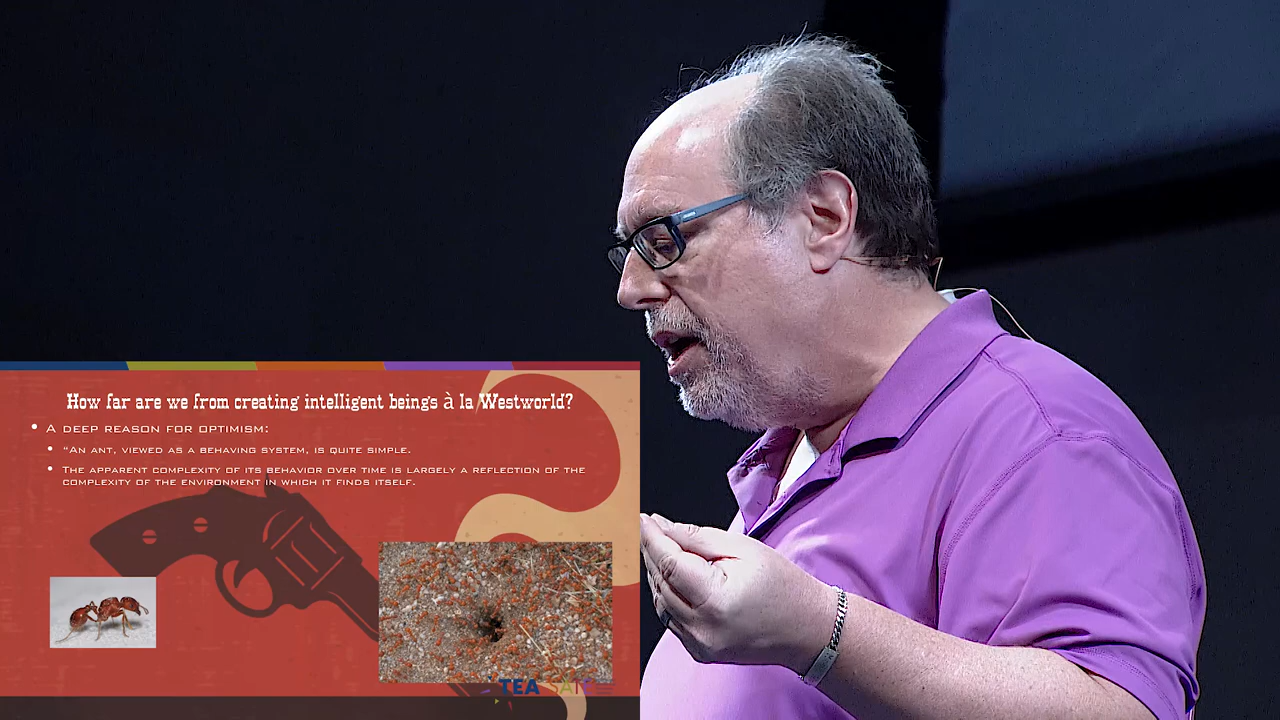 How far are we from creating intelligent beings à la Westworld?
• A DEEP REASON FOR OPTIMISM:
• “AN ANT, VIEWED AS A BEHAVING SYSTEM, IS QUITE SIMPLE.
• THE APPARENT COMPLEXITY OF ITS BEHAVIOR OVER TIME IS LARGELY A REFLECTION OF THE
COMPLEXITY OF THE ENVIRONMENT IN WHICH IT FINDS ITSELF.
TEA